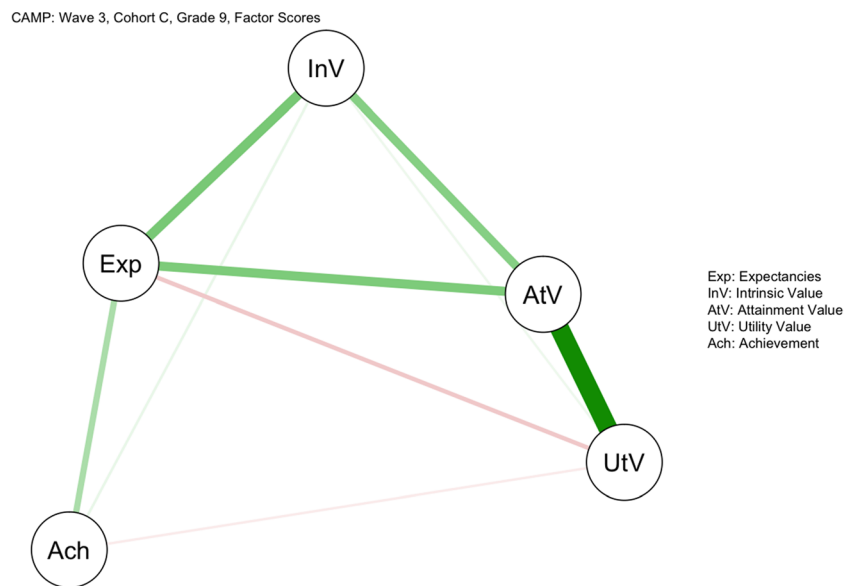 CAMP: Wave 3, Cohort C, Grade 9, Factor Scores
InV
Exp
AtV
Exp: Expectancies
InV: Intrinsic Value
AtV: Attainment Value
UtV: Utility Value
Ach: Achievement
UtV
Ach